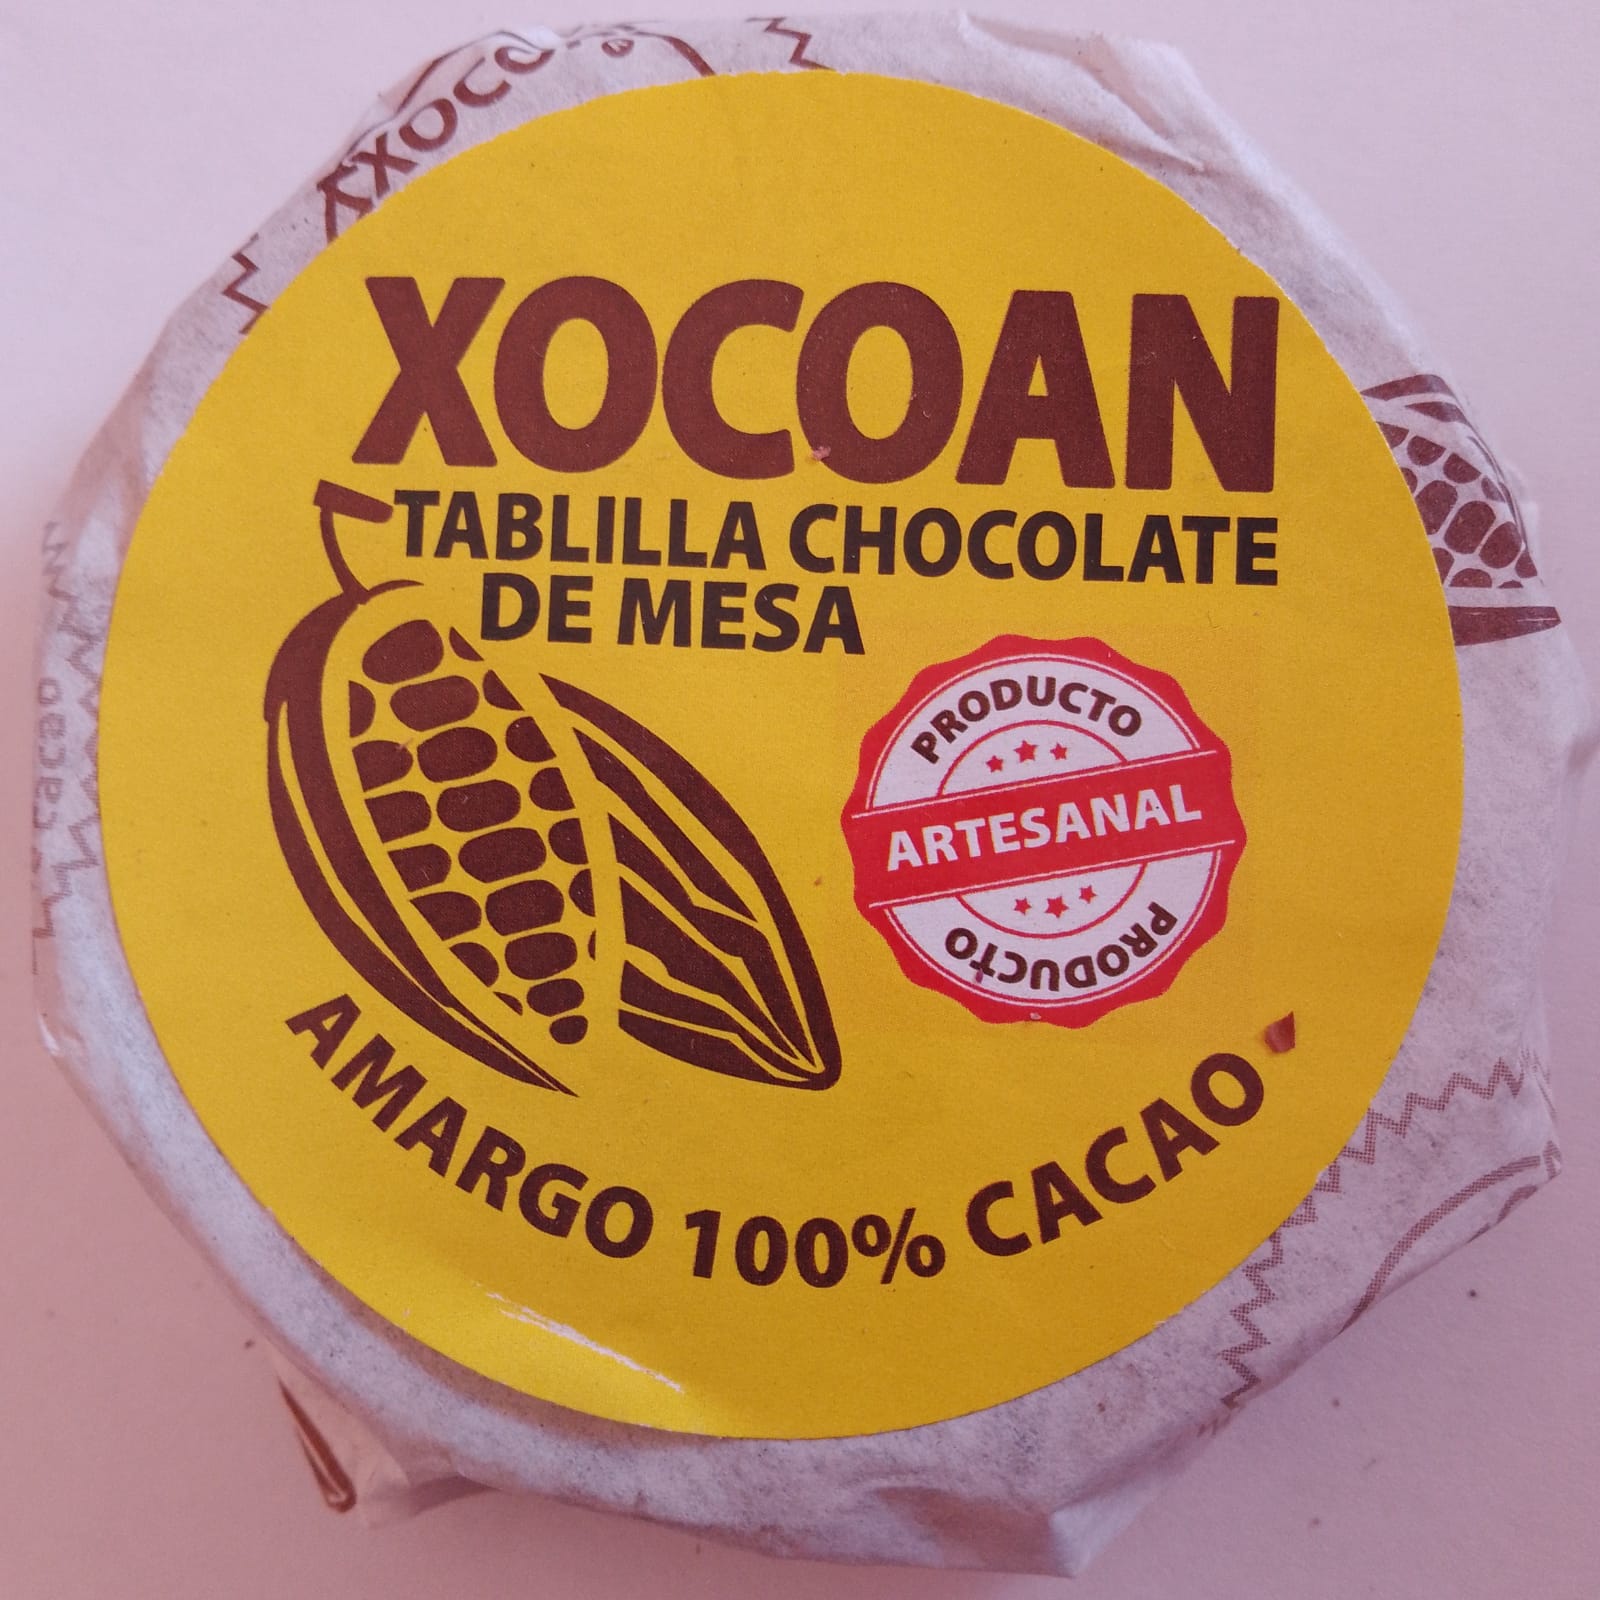 XOCOAN
TABLILLA CHOCOLATE
DE MESA
PRODUCTO
ARTESANAL
PRODUCTO
AMARGO 100% CACAO